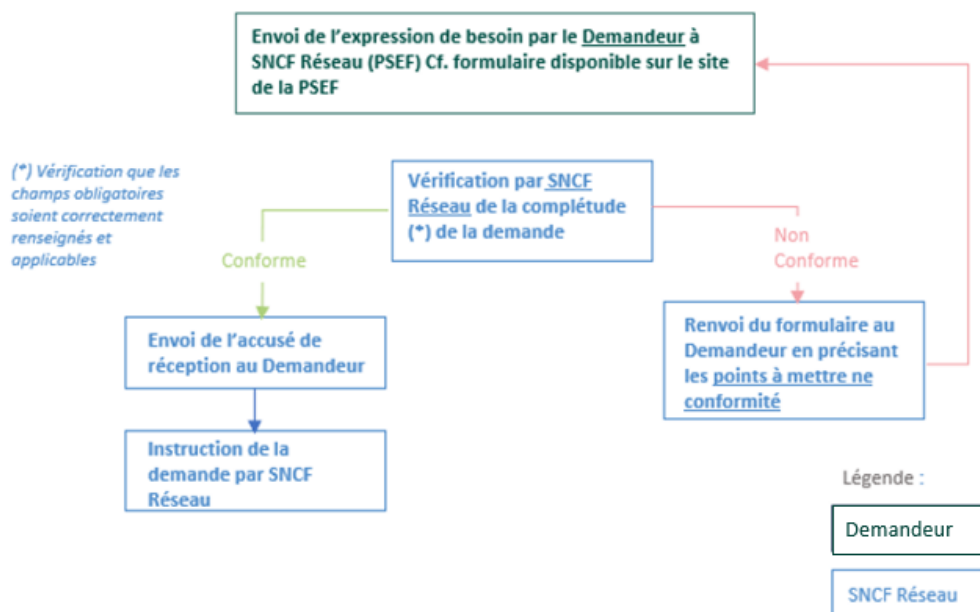 Envoi de l'expression de besoin par le Demandeur à
SNCF Réseau (PSEF) Cf. formulaire disponible sur le site
de la PSEF
(*) Vérification que les
champs obligatoires
soient correctement
renseignés et
applicables
Vérification par SNCF
Réseau de la complétude
(*) de la demande
Conforme
Non
Conforme
Envoi de l'accusé de
réception au Demandeur
Renvoi du formulaire au
Demandeur en précisant
les points à mettre ne
conformité
Instruction de la
demande par SNCF
Réseau
Légende :
Demandeur
SNCF Réseau